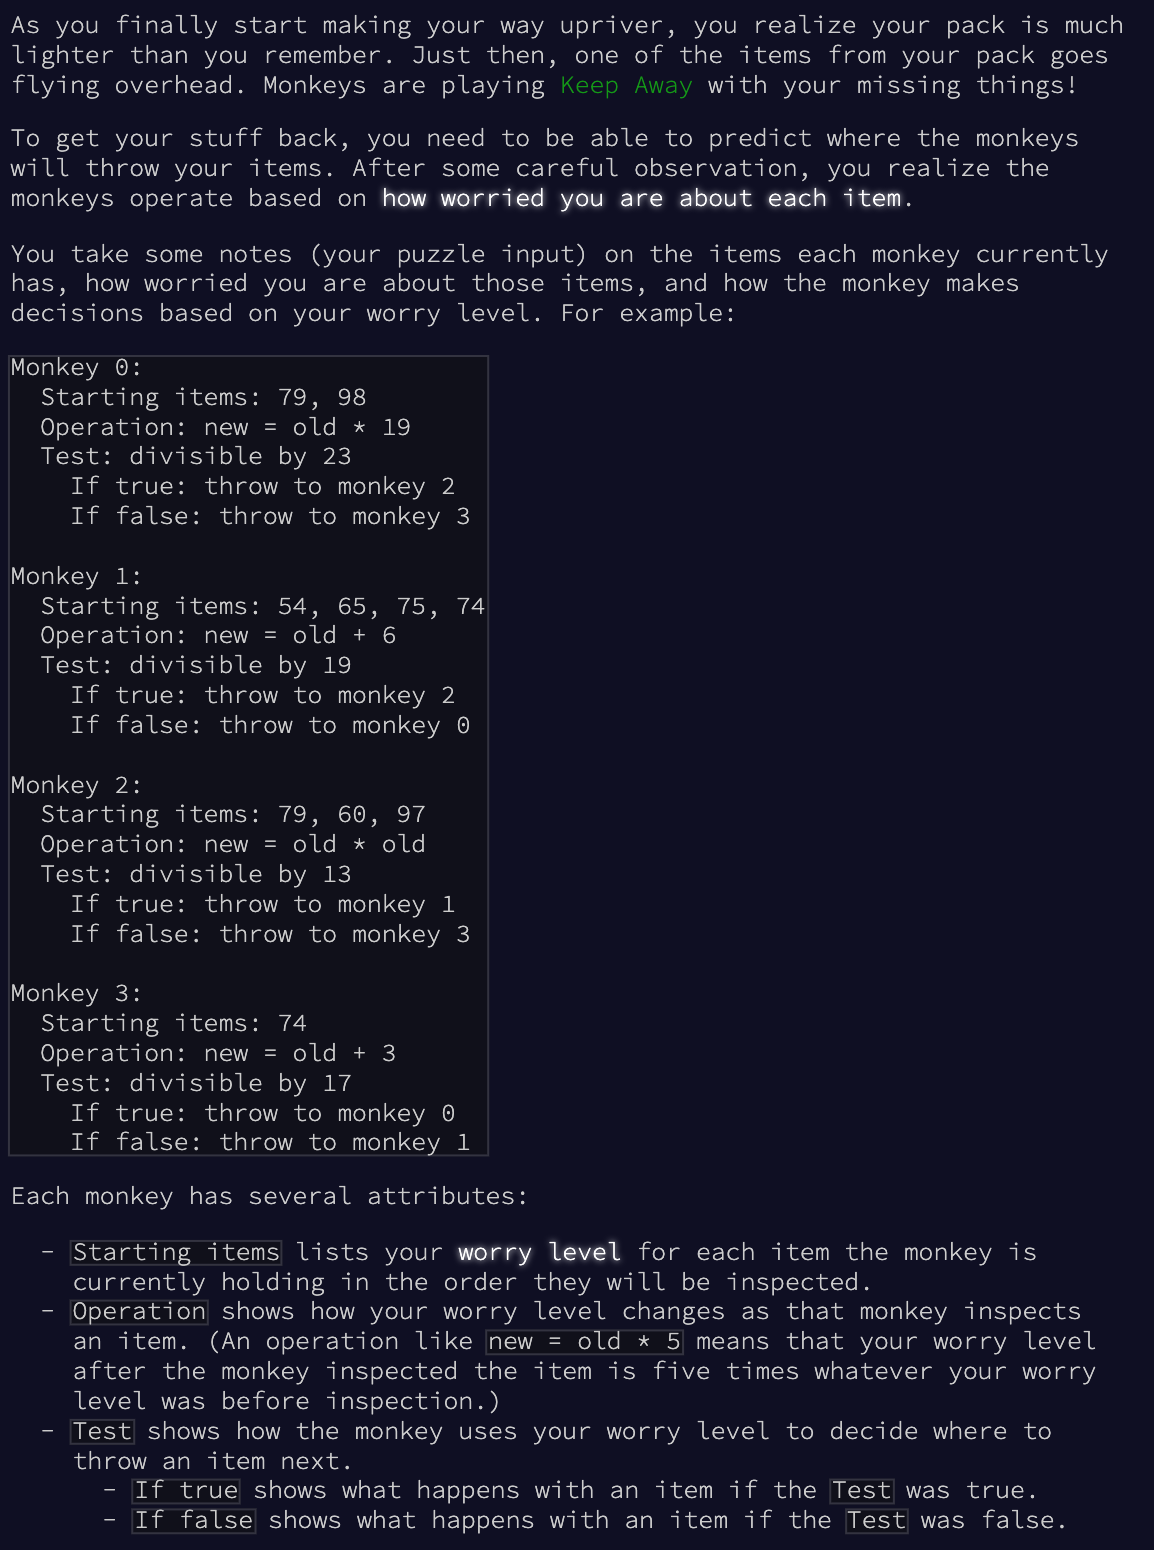 As you finally start making your way upriver, you realize your pack is much
lighter than you remember. Just then, one of the items from your pack goes
flying overhead. Monkeys are playing Keep Away with your missing things!
To get your stuff back, you need to be able to predict where the monkeys
will throw your items. After some careful observation, you realize the
monkeys operate based on how worried you are about each item.
You take some notes (your puzzle input) on the items each monkey currently
has, how worried you are about those items, and how the monkey makes
decisions based on your worry level. For example:
Monkey 0:
  Starting items: 79, 98
  Operation: new = old * 19
  Test: divisible by 23
    If true: throw to monkey 2
    If false: throw to monkey 3
Monkey 1:
  Starting items: 54, 65, 75, 74
  Operation: new = old + 6
  Test: divisible by 19
    If true: throw to monkey 2
    If false: throw to monkey 0
Monkey 2:
  Starting items: 79, 60, 97
  Operation: new = old * old
  Test: divisible by 13
    If true: throw to monkey 1
    If false: throw to monkey 3
Monkey 3:
  Starting items: 74
  Operation: new = old + 3
  Test: divisible by 17
    If true: throw to monkey 0
    If false: throw to monkey 1
Each monkey has several attributes:
- Starting items lists your worry level for each item the monkey is
currently holding in the order they will be inspected.
- Operation shows how your worry level changes as that monkey inspects
an item. (An operation like new = old * 5 means that your worry level
after the monkey inspected the item is five times whatever your worry
level was before inspection.)
- Test shows how the monkey uses your worry level to decide where to
throw an item next.
- If true shows what happens with an item if the Test was true.
- If false shows what happens with an item if the Test was false.